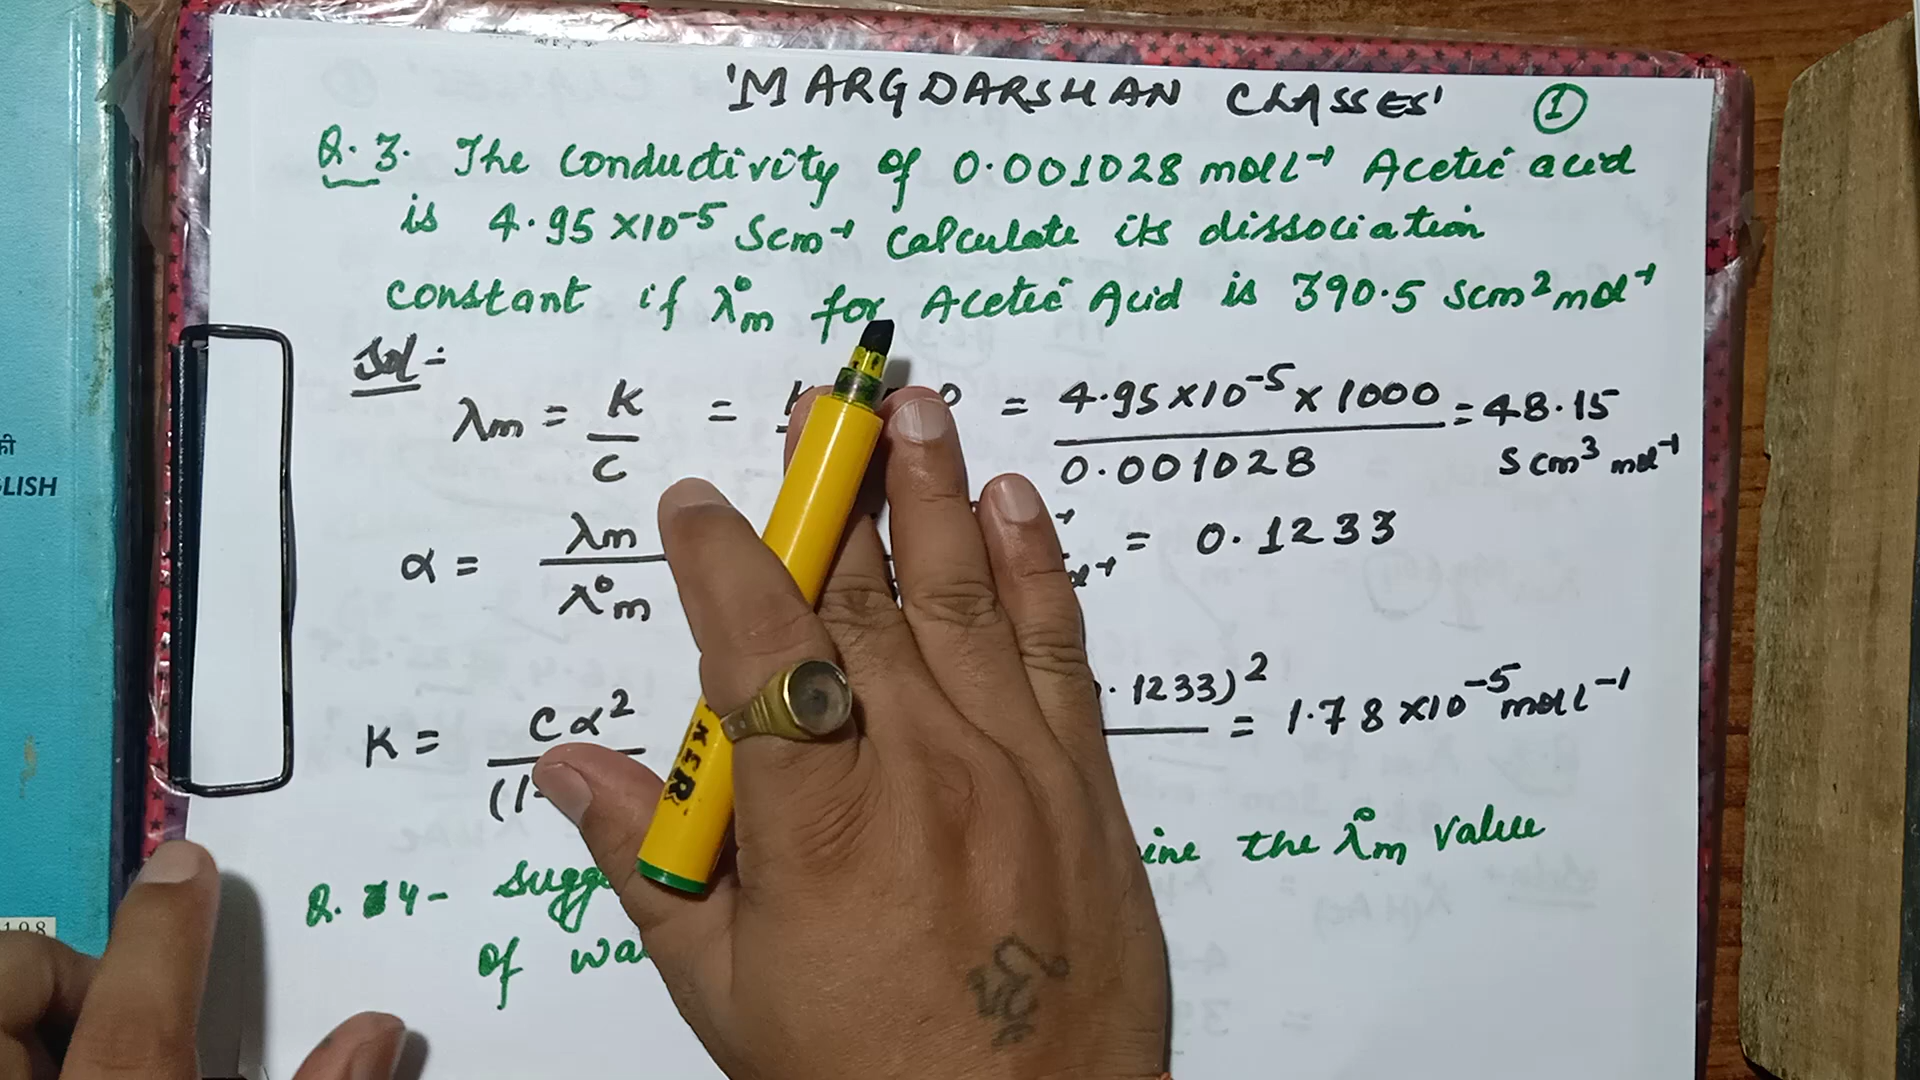 'MARGDARSHAN CLASSES' 1
Q.3. The conductivity of 0.001028 mol l⁻¹ Acetic acid
is 4.95 ×10⁻⁵ Scm⁻¹ calculate its dissociation
constant if λ°m for Acetic Acid is 390.5 Scm² mol⁻¹
Sol:-
λm = K/C = = 4.95 ×10⁻⁵ × 1000 / 0.001028 = 48.15
S cm³ mol⁻¹
α = λm / λ°m = 0.1233
K = Cα² / (1- .1233)² = 1.78 ×10⁻⁵ mol l⁻¹
Q. 4- the λ°m value
of
की
LISH
198
KER
ॐ